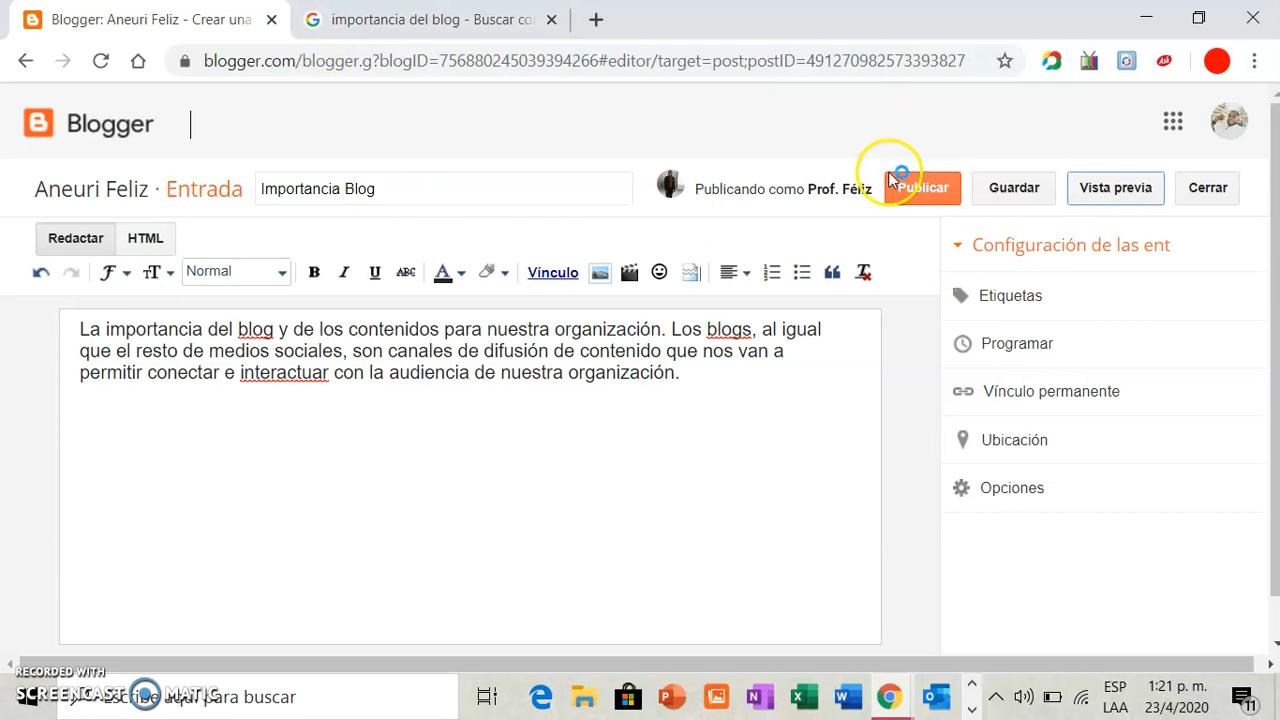 Blogger: Aneuri Feliz - Crear una
importancia del blog - Buscar co
blogger.com/blogger.g?blogID=756880245039394266#editor/target=post;postID=491270982573393827
Blogger
Aneuri Feliz · Entrada
Importancia Blog
Publicando como Prof. Féliz
Publicar
Guardar
Vista previa
Cerrar
Redactar
HTML
Configuración de las ent
Normal
Vínculo
Etiquetas
La importancia del blog y de los contenidos para nuestra organización. Los blogs, al igual
que el resto de medios sociales, son canales de difusión de contenido que nos van a
permitir conectar e interactuar con la audiencia de nuestra organización.
Programar
Vínculo permanente
Ubicación
Opciones
RECORDED WITH
SCREENCAST MATIC
Escribe aquí para buscar
ESP
LAA
1:21 p. m.
23/4/2020
11